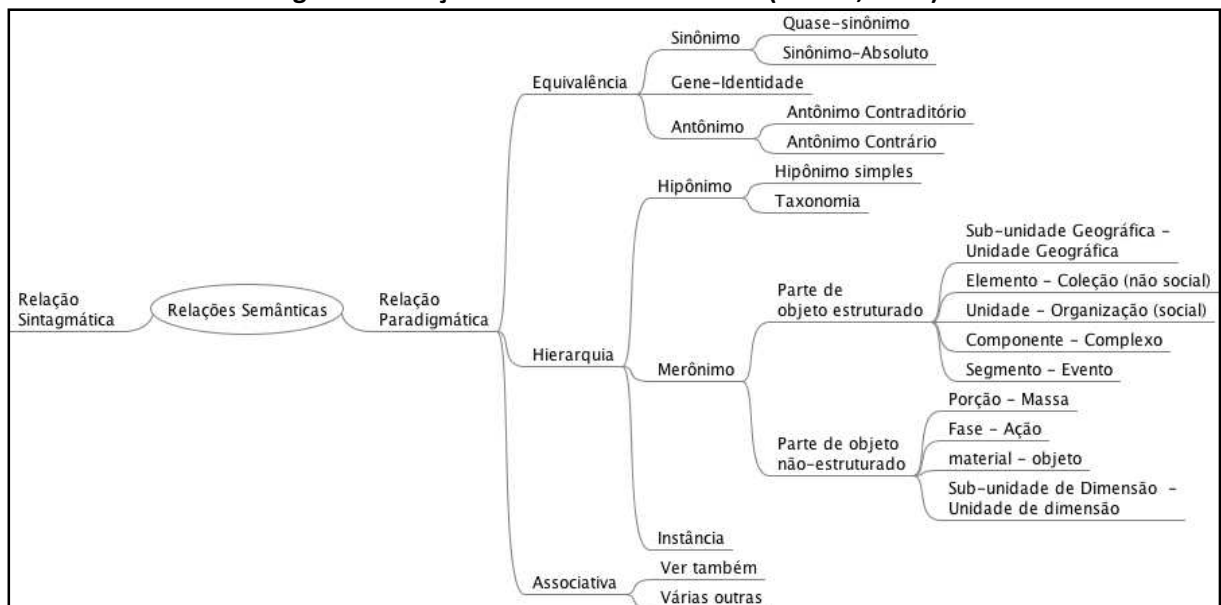 Quase-sinônimo
Sinônimo
Sinônimo-Absoluto
Equivalência
Gene-Identidade
Antônimo Contraditório
Antônimo
Antônimo Contrário
Hipônimo simples
Hipônimo
Taxonomia
Sub-unidade Geográfica -
Unidade Geográfica
Elemento - Coleção (não social)
Relação
Sintagmática
Relações Semânticas
Relação
Paradigmática
Parte de
objeto estruturado
Unidade - Organização (social)
Componente - Complexo
Hierarquia
Merônimo
Segmento - Evento
Porção - Massa
Fase - Ação
Parte de objeto
não-estruturado
material - objeto
Sub-unidade de Dimensão -
Unidade de dimensão
Instância
Ver também
Associativa
Várias outras